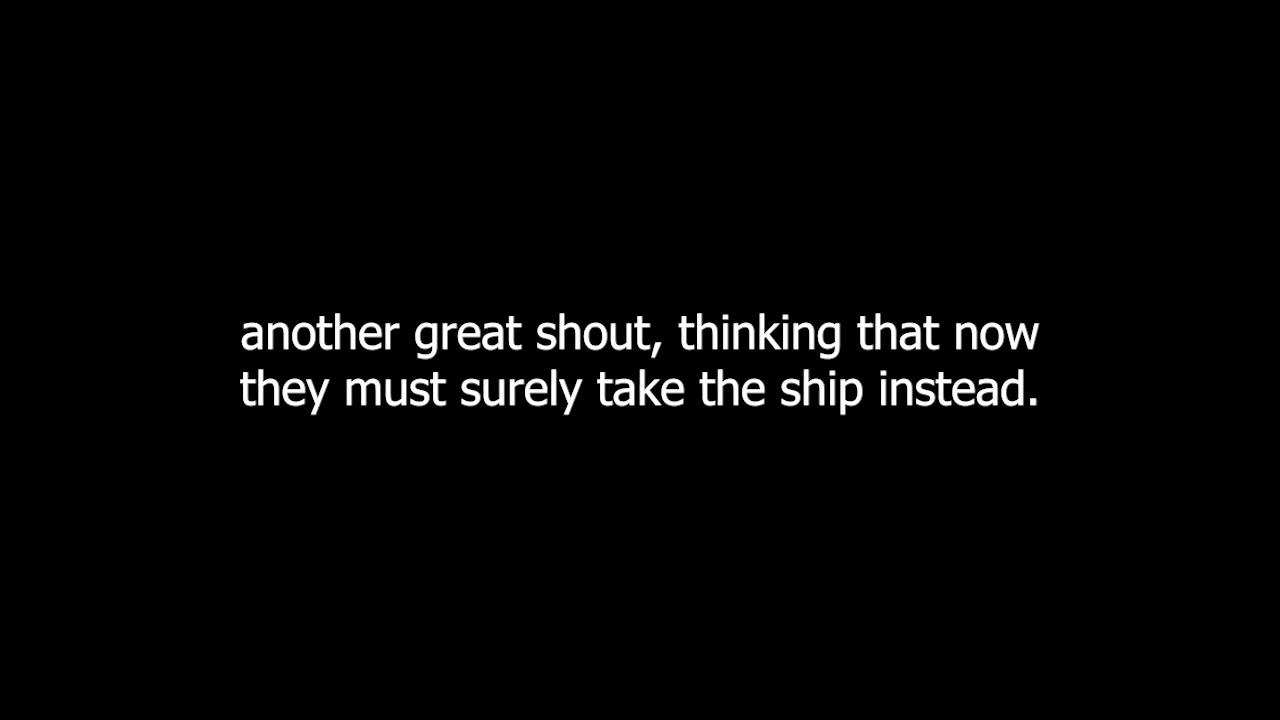 another great shout, thinking that now
they must surely take the ship instead.